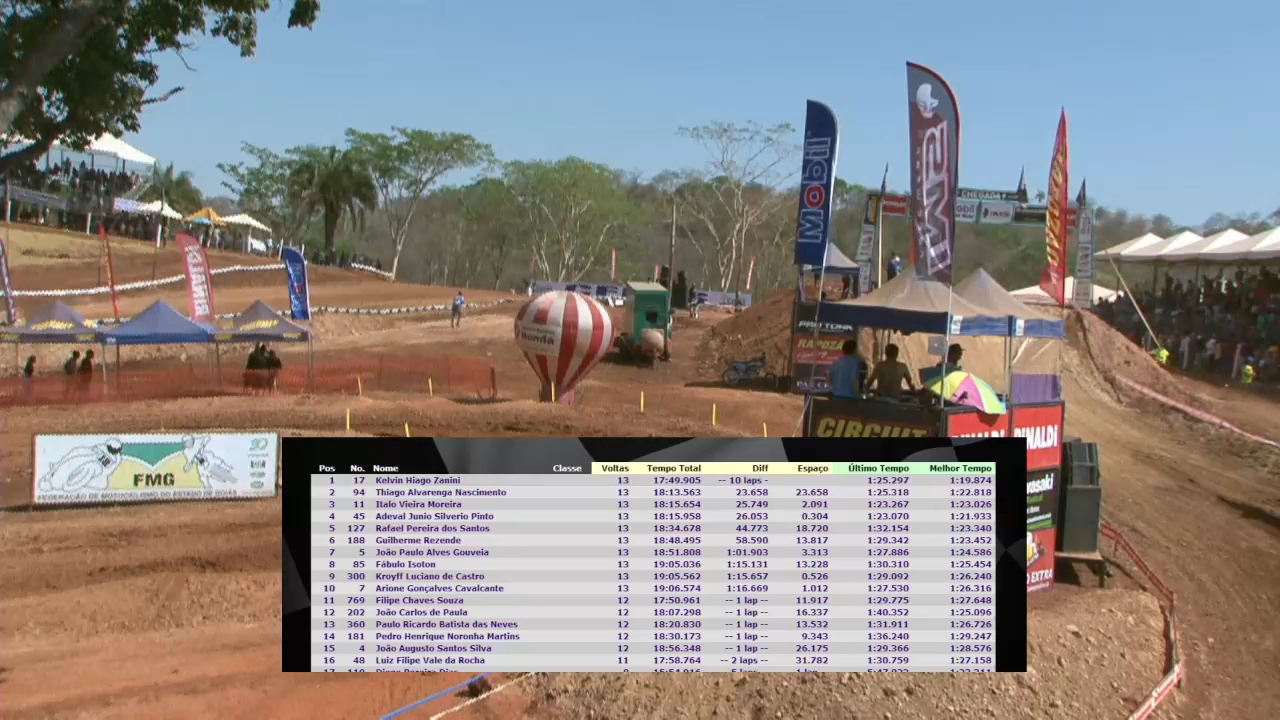 Mobil
IMS
CHEGADA
Mobil
IMS
Honda
PROTORK
RAPOZA
CIRCUIT
RINALDI
RINALDI
Kawasaki
EXTRA
FMG
FEDERAÇÃO DE MOTOCICLISMO DO ESTADO DE GOIÁS
Pos No. Nome Classe Voltas Tempo Total Diff Espaço Último Tempo Melhor Tempo
1 17 Kelvin Hiago Zanini 13 17:49.905 -- 10 laps - 1:25.297 1:19.874
2 94 Thiago Alvarenga Nascimento 13 18:13.563 23.658 23.658 1:25.318 1:22.818
3 11 Italo Vieira Moreira 13 18:15.654 25.749 2.091 1:23.267 1:23.026
4 45 Adeval Junio Silverio Pinto 13 18:15.958 26.053 0.304 1:23.070 1:21.933
5 127 Rafael Pereira dos Santos 13 18:34.678 44.773 18.720 1:32.154 1:23.340
6 188 Guilherme Rezende 13 18:48.495 58.590 13.817 1:29.342 1:23.452
7 5 João Paulo Alves Gouveia 13 18:51.808 1:01.903 3.313 1:27.886 1:24.586
8 85 Fábulo Isoton 13 19:05.036 1:15.131 13.228 1:30.310 1:25.454
9 300 Kroyff Luciano de Castro 13 19:05.562 1:15.657 0.526 1:29.092 1:26.240
10 7 Arione Gonçalves Cavalcante 13 19:06.574 1:16.669 1.012 1:27.530 1:26.316
11 769 Filipe Chaves Souza 12 17:50.961 -- 1 lap -- 11.917 1:29.775 1:27.648
12 202 João Carlos de Paula 12 18:07.298 -- 1 lap -- 16.337 1:40.352 1:25.096
13 360 Paulo Ricardo Batista das Neves 12 18:20.830 -- 1 lap -- 13.532 1:31.911 1:26.726
14 181 Pedro Henrique Noronha Martins 12 18:30.173 -- 1 lap -- 9.343 1:36.240 1:29.247
15 4 João Augusto Santos Silva 12 18:56.348 -- 1 lap -- 26.175 1:29.366 1:28.576
16 48 Luiz Filipe Vale da Rocha 11 17:58.764 -- 2 laps -- 31.782 1:30.759 1:27.158